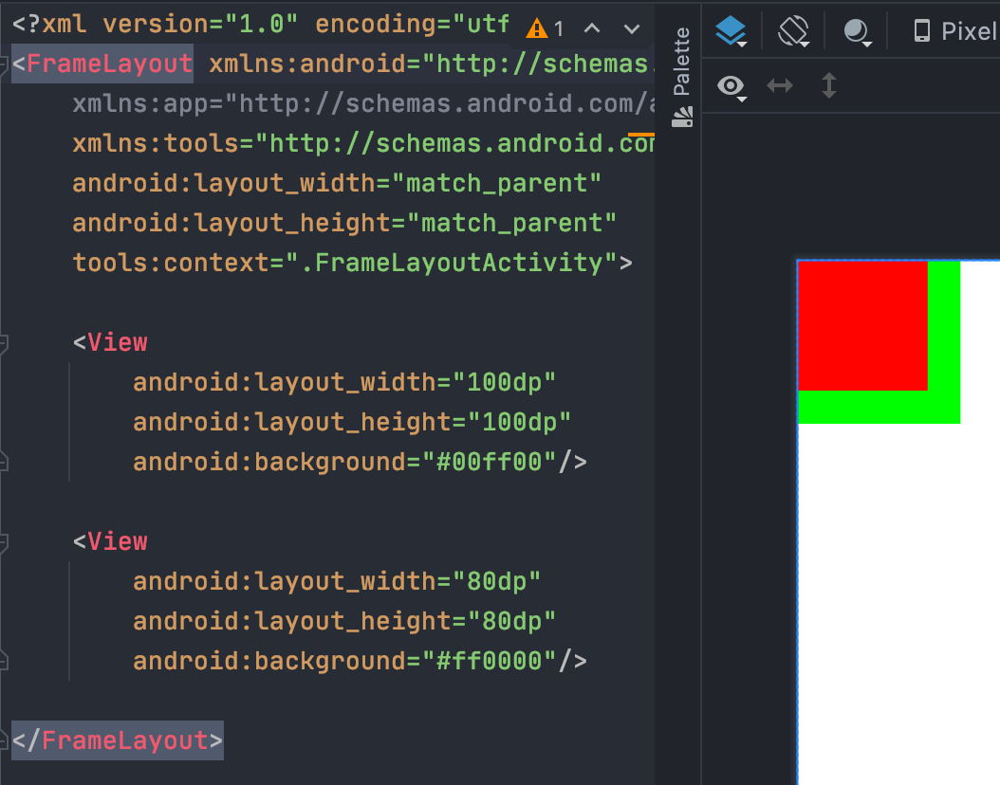 <?xml version="1.0" encoding="utf
1
<FrameLayout xmlns:android="http://schemas.
xmlns:app="http://schemas.android.com/a
xmlns:tools="http://schemas.android.com
android:layout_width="match_parent"
android:layout_height="match_parent"
tools:context=".FrameLayoutActivity">
<View
android:layout_width="100dp"
android:layout_height="100dp"
android:background="#00ff00"/>
<View
android:layout_width="80dp"
android:layout_height="80dp"
android:background="#ff0000"/>
</FrameLayout>
Palette
Pixel